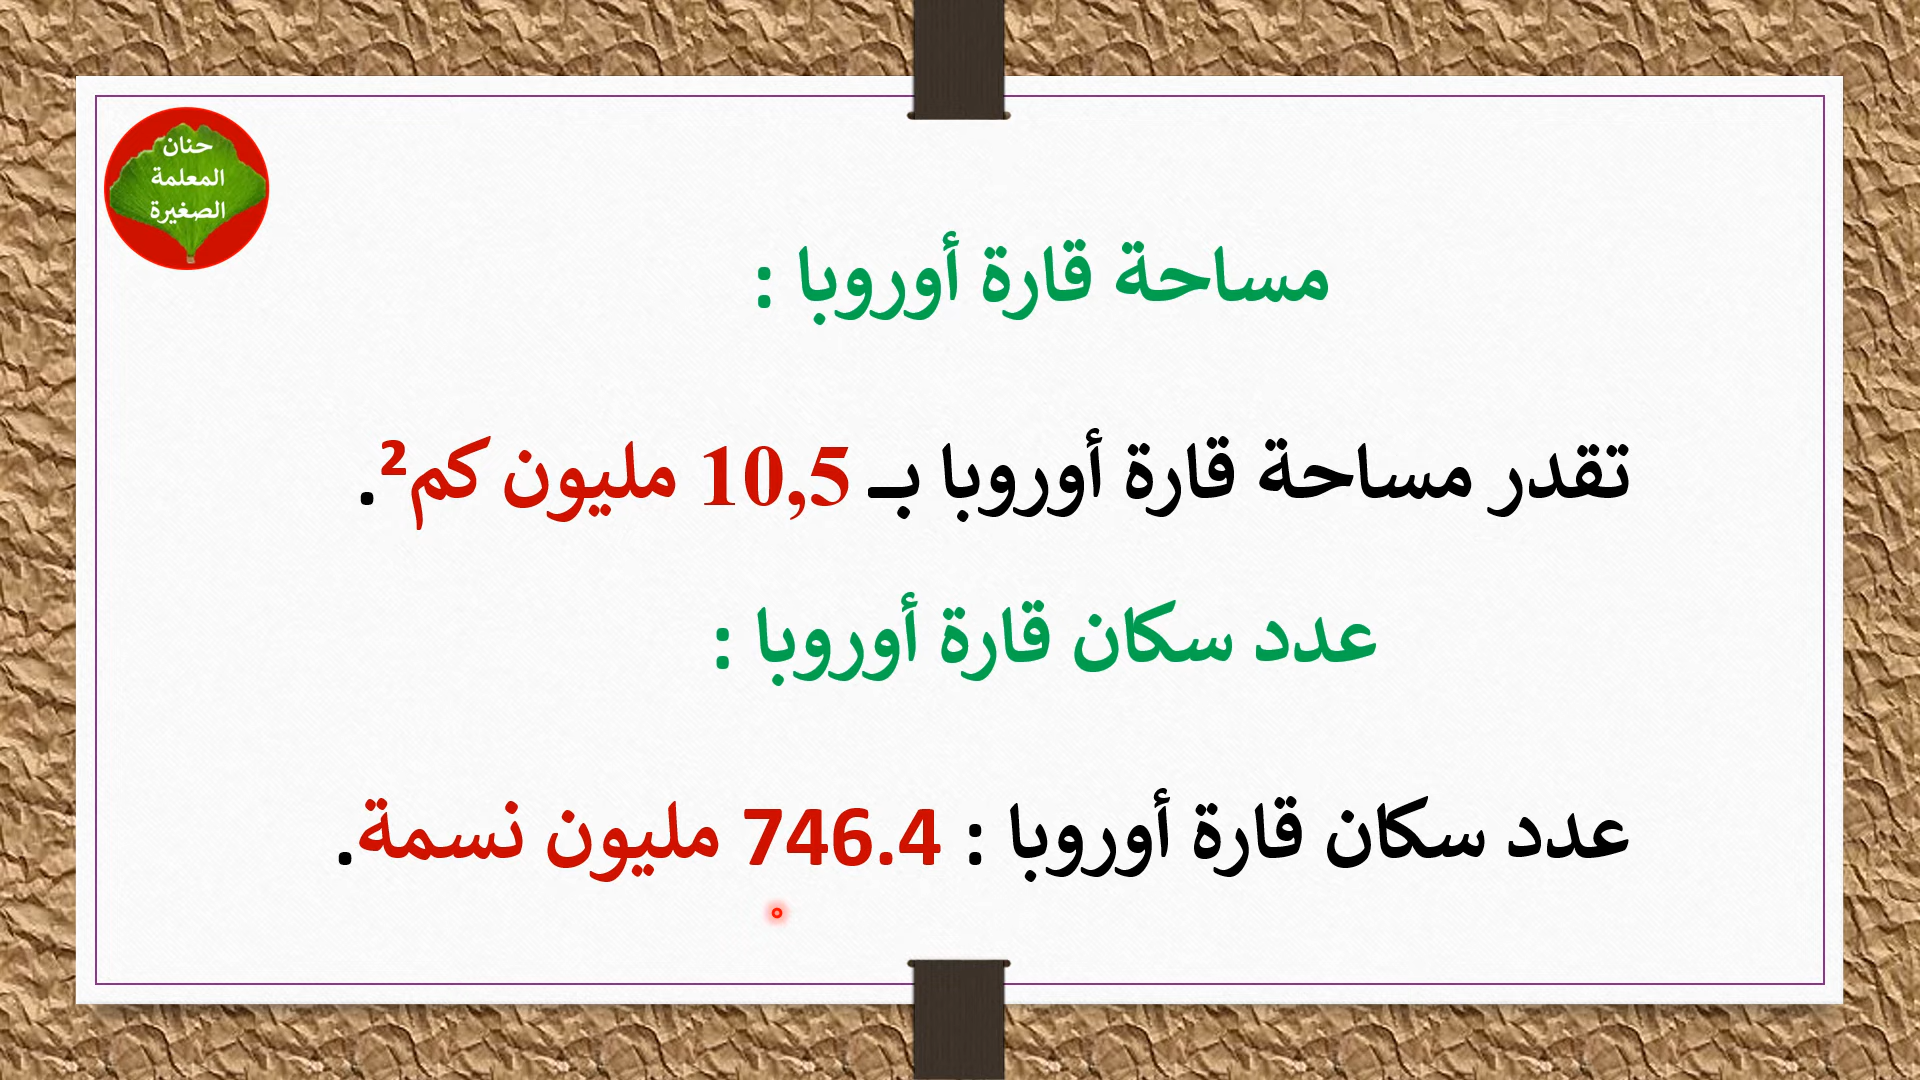 حنان
المعلمة
الصغيرة
مساحة قارة أوروبا :
تقدر مساحة قارة أوروبا بـ 10,5 مليون كم².
عدد سكان قارة أوروبا :
عدد سكان قارة أوروبا : 746.4 مليون نسمة.